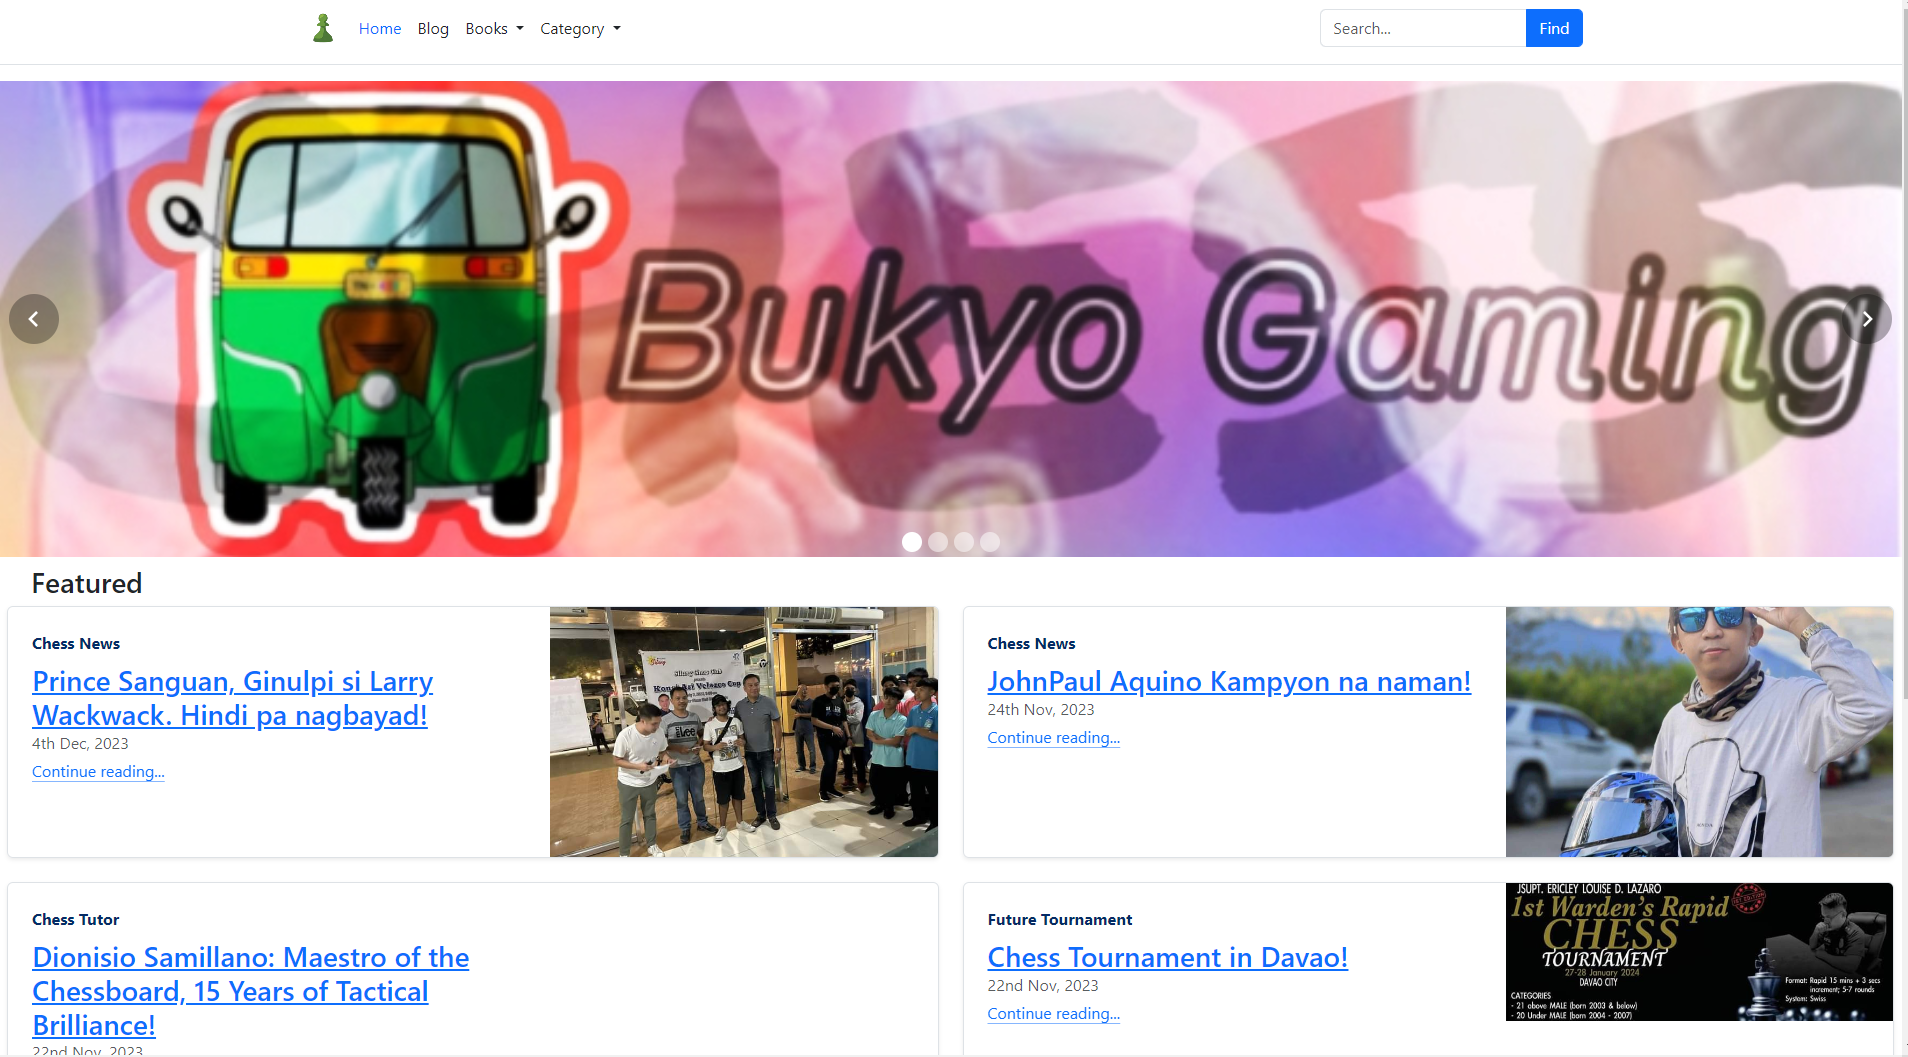 Home Blog Books Category Search... Find
Bukyo Gaming
Featured
Chess News
Prince Sanguan, Ginulpi si Larry
Wackwack. Hindi pa nagbayad!
4th Dec, 2023
Continue reading...
Chess News
JohnPaul Aquino Kampyon na naman!
24th Nov, 2023
Continue reading...
Chess Tutor
Dionisio Samillano: Maestro of the
Chessboard, 15 Years of Tactical
Brilliance!
22nd Nov, 2023
Future Tournament
Chess Tournament in Davao!
22nd Nov, 2023
Continue reading...
JSUPT. ERICLEY LOUISE D. LAZARO
1st Warden's Rapid
CHESS
TOURNAMENT
27-28 January 2024
DAVAO CITY
Format: Rapid 15 mins + 3 secs
increment; 5-7 rounds
System: Swiss
CATEGORIES
- 21 above MALE (born 2003 & below)
- 20 Under MALE (born 2004 - 2007)